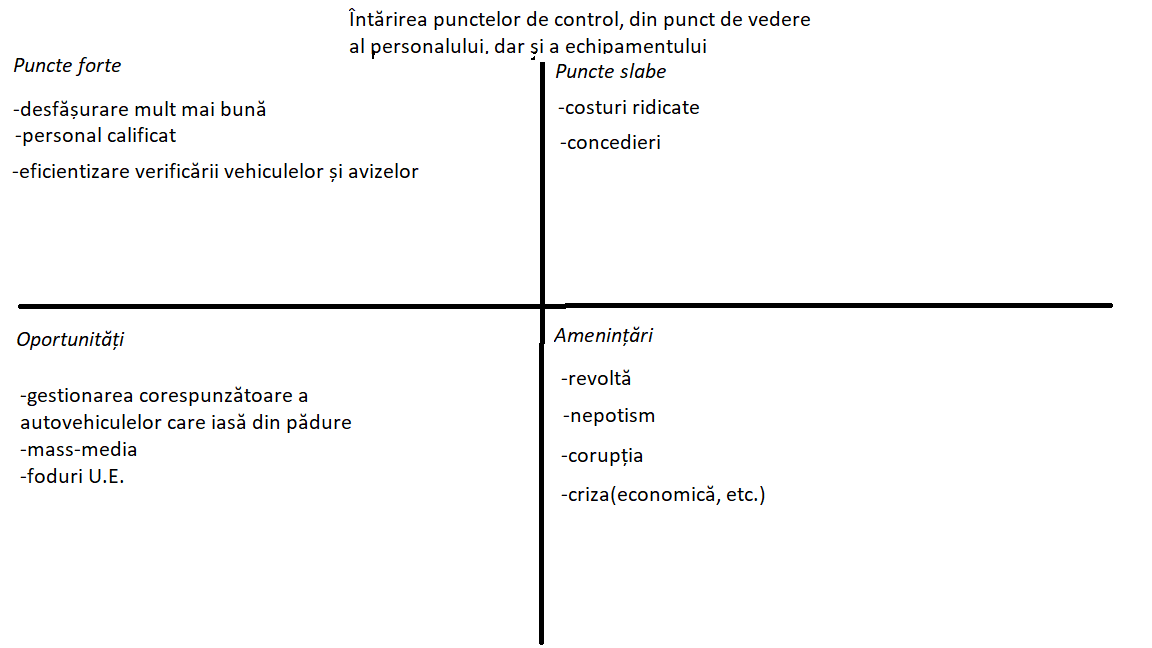 Întărirea punctelor de control, din punct de vedere
al personalului, dar și a echipamentului
Puncte forte
-desfășurare mult mai bună
-personal calificat
-eficientizare verificării vehiculelor și avizelor
Puncte slabe
-costuri ridicate
-concedieri
Oportunități
-gestionarea corespunzătoare a
autovehiculelor care iasă din pădure
-mass-media
-foduri U.E.
Amenințări
-revoltă
-nepotism
-corupția
-criza(economică, etc.)